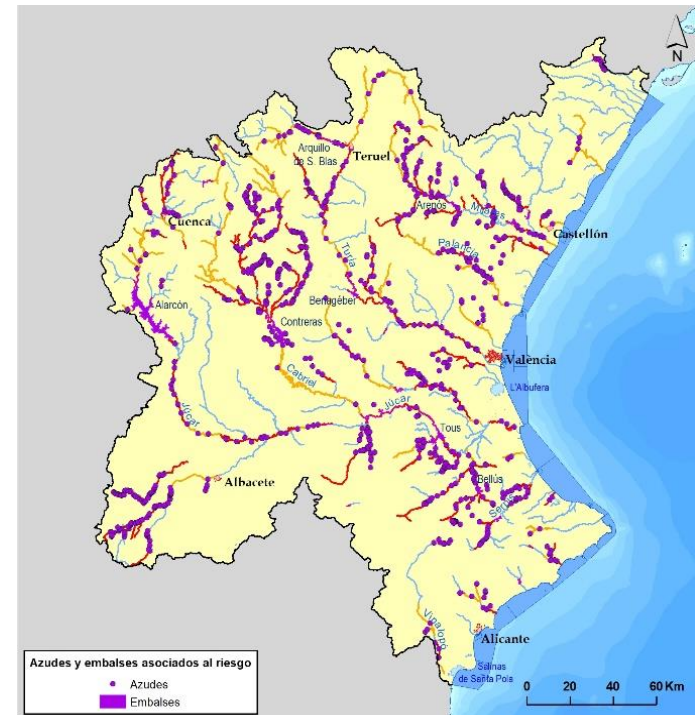 N
Arquillo
de S. Blas
Teruel
Arenós
Mijares
Cuenca
Castellón
Palancia
Turia
Benagéber
Alarcón
Contreras
València
L'Albufera
Cabriel
Júcar
Júcar
Tous
Albacete
Bellús
Serpis
Vinalopó
Alicante
Salinas
de Santa Pola
Azudes y embalses asociados al riesgo
Azudes
Embalses
0 20 40 60 Km